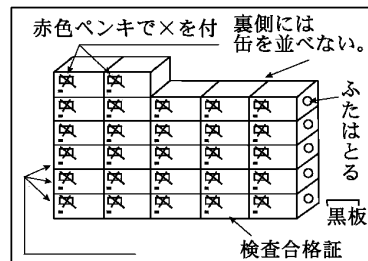 赤色ペンキで×を付
裏側には
缶を並べない。
ふたはとる
黒板
検査合格証